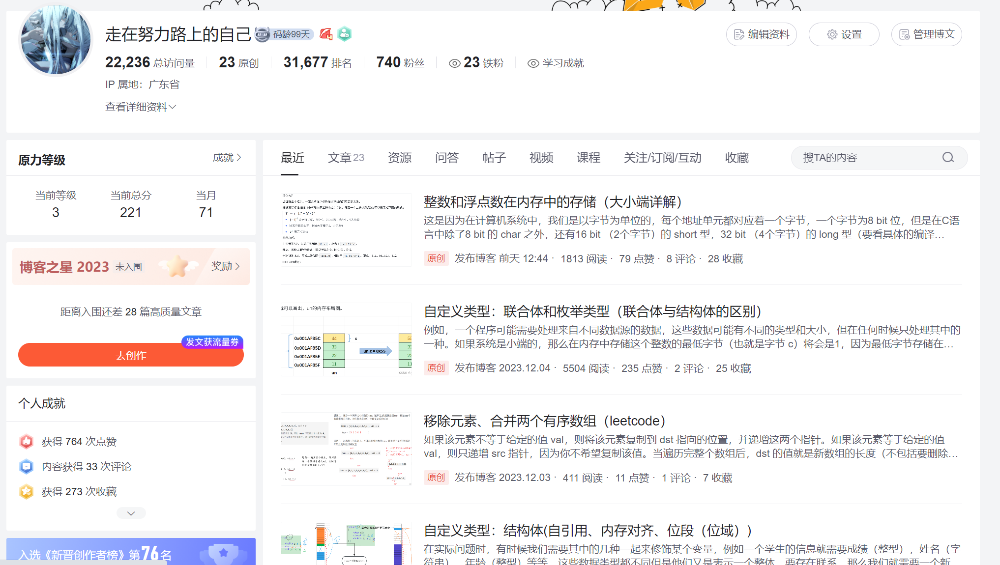 走在努力路上的自己 码龄99天
编辑资料 设置 管理博文
22,236 总访问量 23 原创 31,677 排名 740 粉丝 23 铁粉 学习成就
IP 属地：广东省
查看详细资料
原力等级 成就
当前等级 当前总分 当月
3 221 71
博客之星 2023 未入围 奖励
距离入围还差 28 篇高质量文章
发文获流量券
去创作
个人成就
获得 764 次点赞
内容获得 33 次评论
获得 273 次收藏
入选《新晋创作者榜》第76名
最近 文章23 资源 问答 帖子 视频 课程 关注/订阅/互动 收藏 搜TA的内容
整数和浮点数在内存中的存储（大小端详解）
这是因为在计算机系统中，我们是以字节为单位的，每个地址单元都对应着一个字节，一个字节为8 bit 位，但是在C语
言中除了8 bit 的 char 之外，还有16 bit （2个字节）的 short 型，32 bit （4个字节）的 long 型（要看具体的编译...
原创 发布博客 前天 12:44 · 1813 阅读 · 79 点赞 · 8 评论 · 28 收藏
就可以画出，un的内存布局图。
0x001AF85C 44 c 55
0x001AF85D 33 un.c = 0x55 33
0x001AF85E 22 22
0x001AF85F 11 11
un
自定义类型：联合体和枚举类型（联合体与结构体的区别）
例如，一个程序可能需要处理来自不同数据源的数据，这些数据可能有不同的类型和大小，但在任何时候只处理其中的
一种。如果系统是小端的，那么在内存中存储这个整数的最低字节（也就是字节 c）将会是1，因为最低字节存储在...
原创 发布博客 2023.12.04 · 5504 阅读 · 235 点赞 · 2 评论 · 25 收藏
移除元素、合并两个有序数组（leetcode）
如果该元素不等于给定的值 val，则将该元素复制到 dst 指向的位置，并递增这两个指针。如果该元素等于给定的值
val，则只递增 src 指针，因为你不希望复制该值。当遍历完整个数组后，dst 的值就是新数组的长度（不包括要删除...
原创 发布博客 2023.12.03 · 411 阅读 · 11 点赞 · 1 评论 · 7 收藏
自定义类型：结构体(自引用、内存对齐、位段（位域）)
在实际问题时，有时候我们需要其中的几种一起来修饰某个变量，例如一个学生的信息就需要成绩（整型），姓名（字
符串），年龄（整型）等等，这些数据类型都不同但是他们又是表示一个整体，要存在联系，那么我们就需要一个新